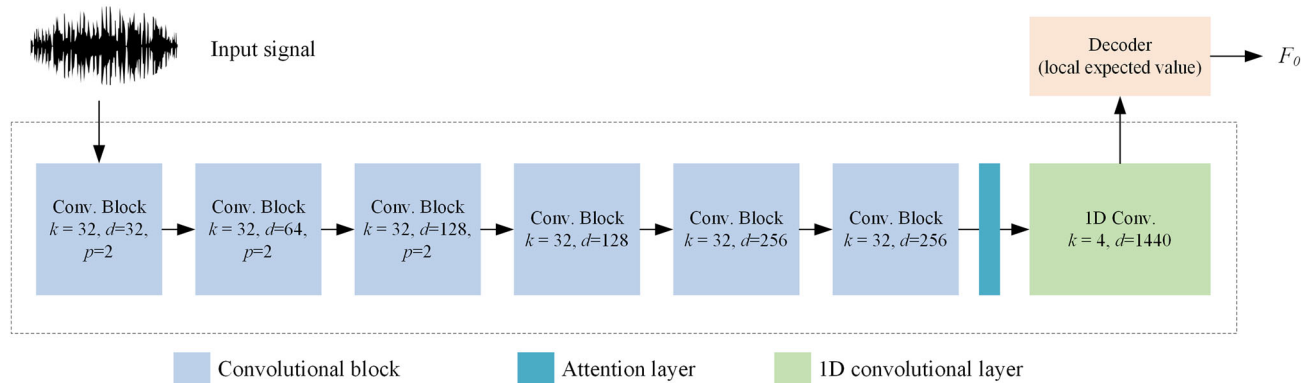 Input signal
Decoder
(local expected value)
F₀
Conv. Block
k = 32, d=32,
p=2
Conv. Block
k = 32, d=64,
p=2
Conv. Block
k = 32, d=128,
p=2
Conv. Block
k = 32, d=128
Conv. Block
k = 32, d=256
Conv. Block
k = 32, d=256
1D Conv.
k = 4, d=1440
Convolutional block
Attention layer
1D convolutional layer